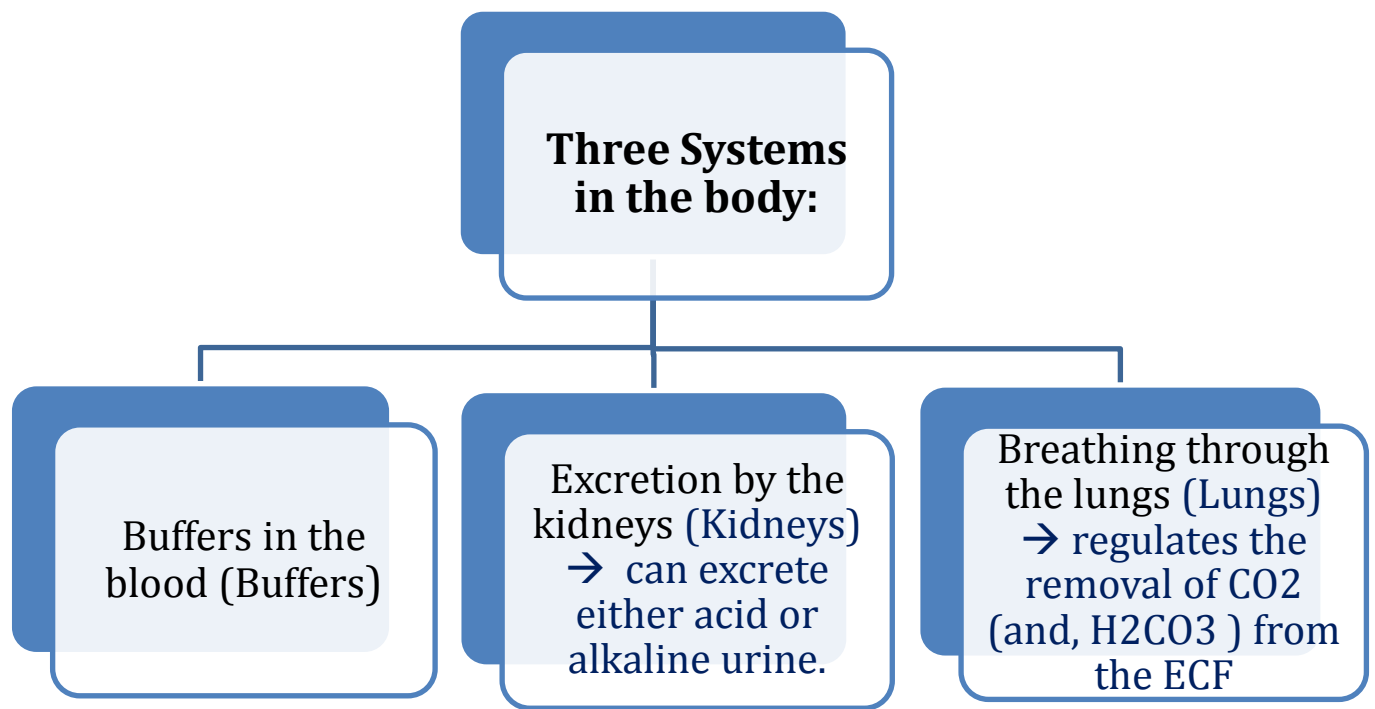 Three Systems
in the body:
Buffers in the
blood (Buffers)
Excretion by the
kidneys (Kidneys)
→ can excrete
either acid or
alkaline urine.
Breathing through
the lungs (Lungs)
→ regulates the
removal of CO2
(and, H2CO3 ) from
the ECF